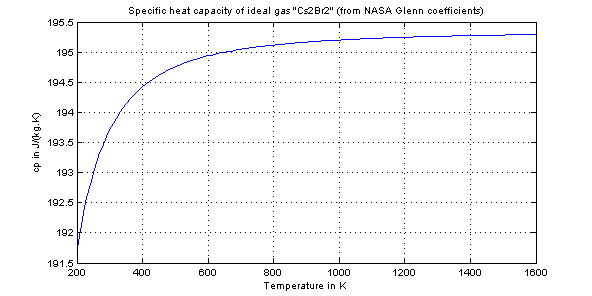 Specific heat capacity of ideal gas "Cs2Br2" (from NASA Glenn coefficients)
195.5
195
194.5
194
193.5
193
192.5
192
191.5
cp in J/(kg.K)
200 400 600 800 1000 1200 1400 1600
Temperature in K